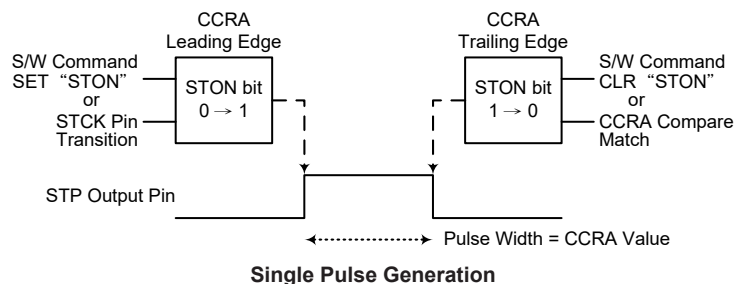 CCRA
Leading Edge
S/W Command
SET “STON”
or
STCK Pin
Transition
STON bit
0 → 1
CCRA
Trailing Edge
STON bit
1 → 0
S/W Command
CLR “STON”
or
CCRA Compare
Match
STP Output Pin
Pulse Width = CCRA Value
Single Pulse Generation